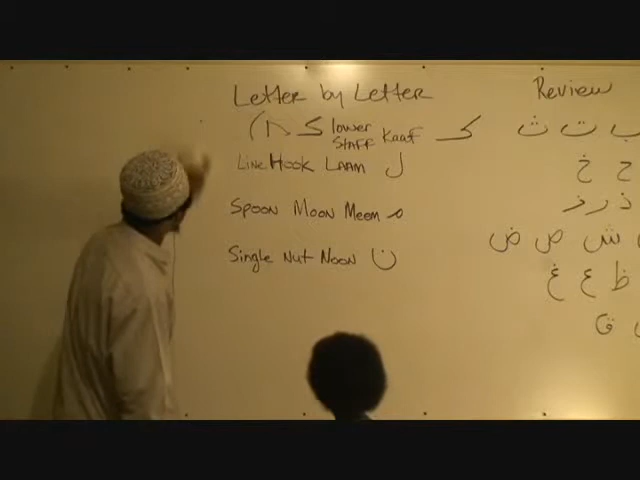 Letter by Letter
lower Kaaf ك
STAFF
Line Hook Laam ل
Spoon Moon Meem م
Single Nut Noon ن
Review
ب ت ث
ح خ
ذ ر ز
ش ص ض
ظ ع غ
ق